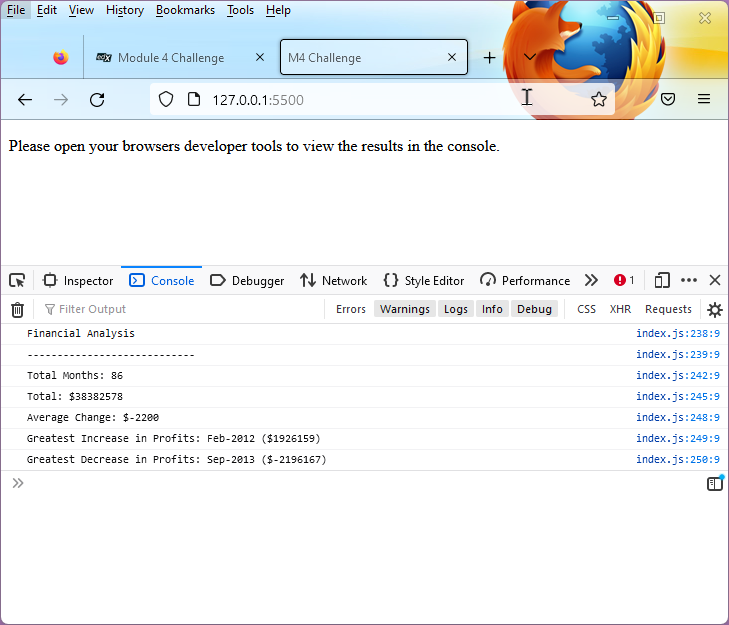 File Edit View History Bookmarks Tools Help
Module 4 Challenge M4 Challenge
127.0.0.1:5500
Please open your browsers developer tools to view the results in the console.
Inspector Console Debugger Network Style Editor Performance 1
Filter Output Errors Warnings Logs Info Debug CSS XHR Requests
Financial Analysis index.js:238:9
---------------------------- index.js:239:9
Total Months: 86 index.js:242:9
Total: $38382578 index.js:245:9
Average Change: $-2200 index.js:248:9
Greatest Increase in Profits: Feb-2012 ($1926159) index.js:249:9
Greatest Decrease in Profits: Sep-2013 ($-2196167) index.js:250:9